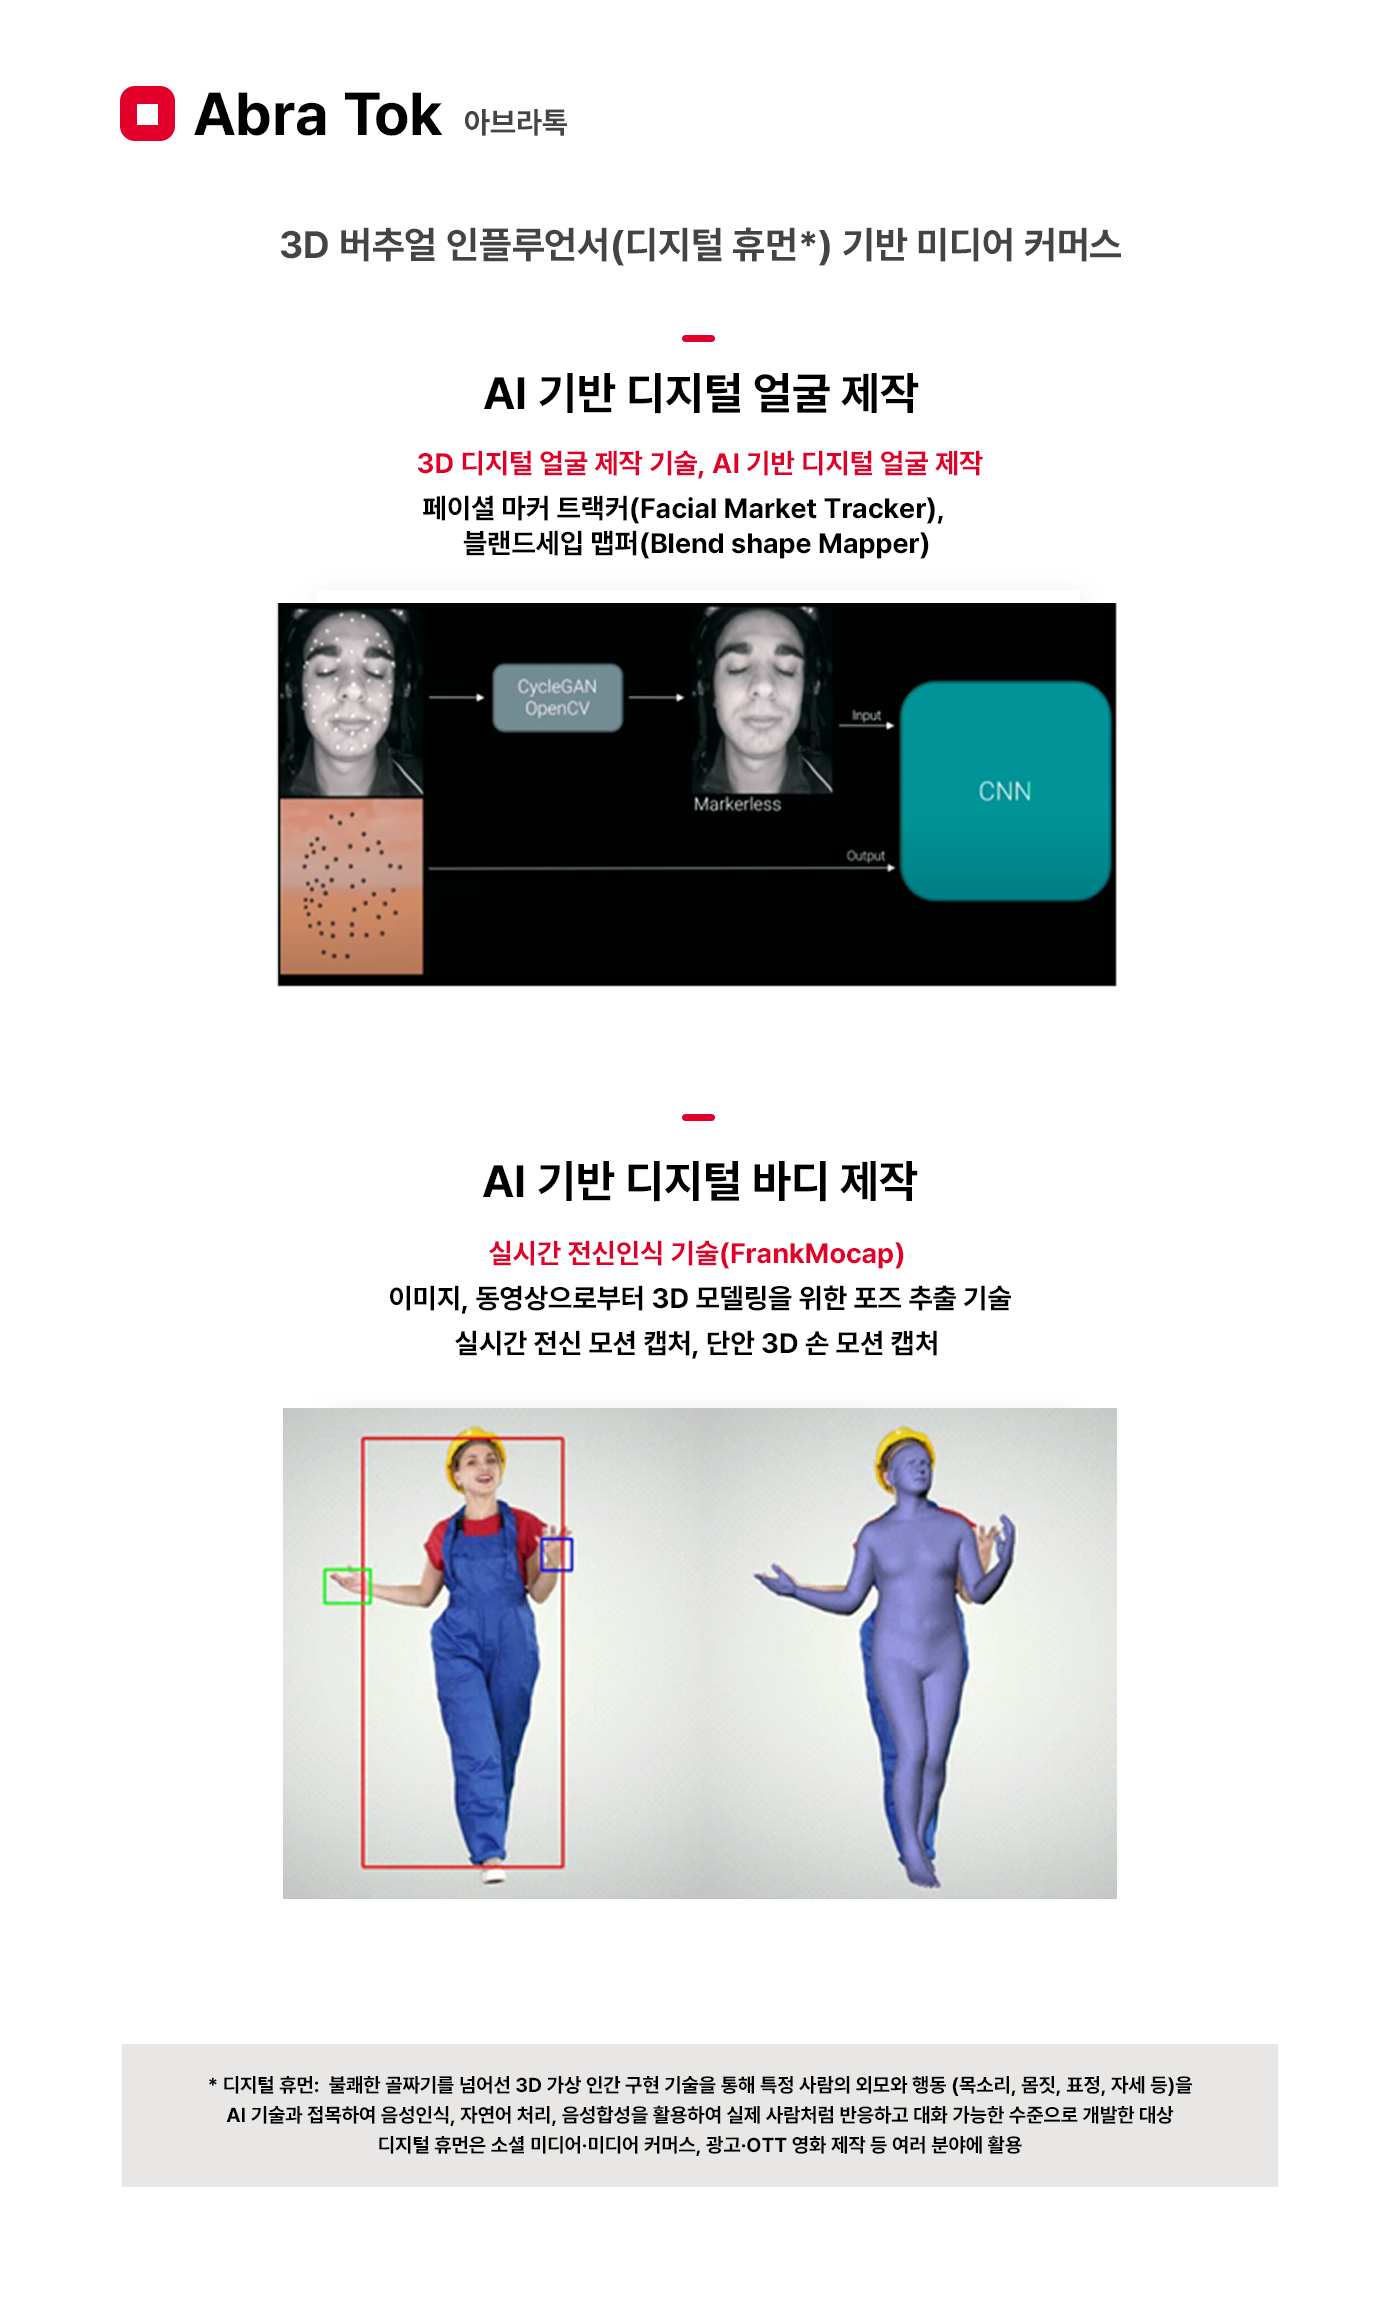 Abra Tok 아브라톡
3D 버추얼 인플루언서(디지털 휴먼*) 기반 미디어 커머스
AI 기반 디지털 얼굴 제작
3D 디지털 얼굴 제작 기술, AI 기반 디지털 얼굴 제작
페이셜 마커 트랙커(Facial Market Tracker),
블랜드세입 맵퍼(Blend shape Mapper)
CycleGAN
OpenCV
Input
CNN
Markerless
Output
AI 기반 디지털 바디 제작
실시간 전신인식 기술(FrankMocap)
이미지, 동영상으로부터 3D 모델링을 위한 포즈 추출 기술
실시간 전신 모션 캡처, 단안 3D 손 모션 캡처
* 디지털 휴먼: 불쾌한 골짜기를 넘어선 3D 가상 인간 구현 기술을 통해 특정 사람의 외모와 행동 (목소리, 몸짓, 표정, 자세 등)을
AI 기술과 접목하여 음성인식, 자연어 처리, 음성합성을 활용하여 실제 사람처럼 반응하고 대화 가능한 수준으로 개발한 대상
디지털 휴먼은 소셜 미디어·미디어 커머스, 광고·OTT 영화 제작 등 여러 분야에 활용